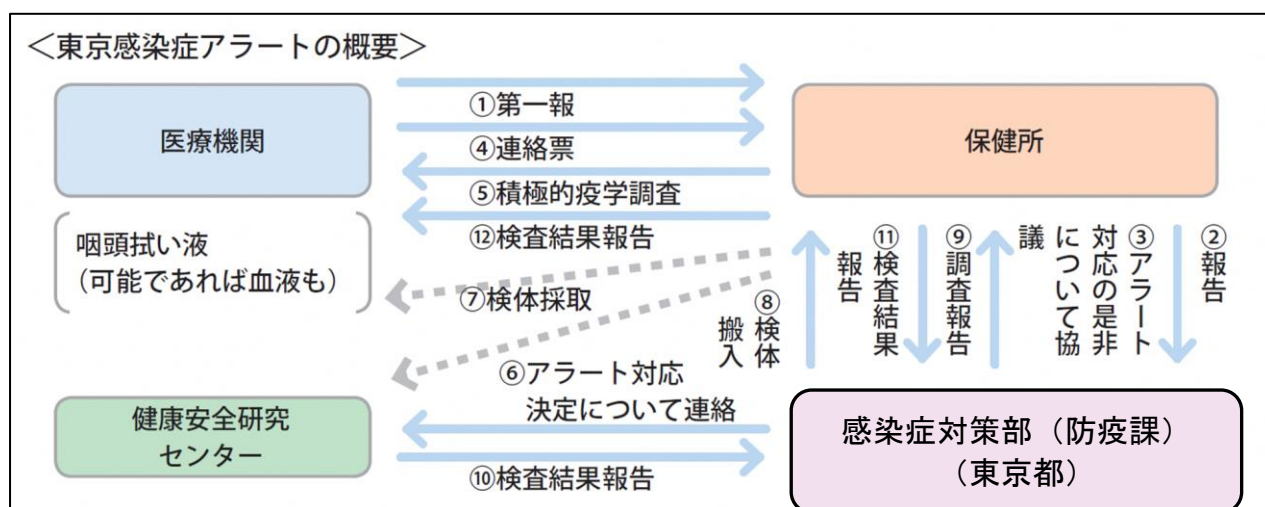 ＜東京感染症アラートの概要＞
医療機関
①第一報
④連絡票
⑤積極的疫学調査
⑫検査結果報告
保健所
咽頭拭い液
（可能であれば血液も）
⑦検体採取
⑧検体
搬入
⑪検査結果
報告
⑨調査報告
③アラート
対応の是非
について協
議
②報告
⑥アラート対応
決定について連絡
健康安全研究
センター
⑩検査結果報告
感染症対策部（防疫課）
（東京都）